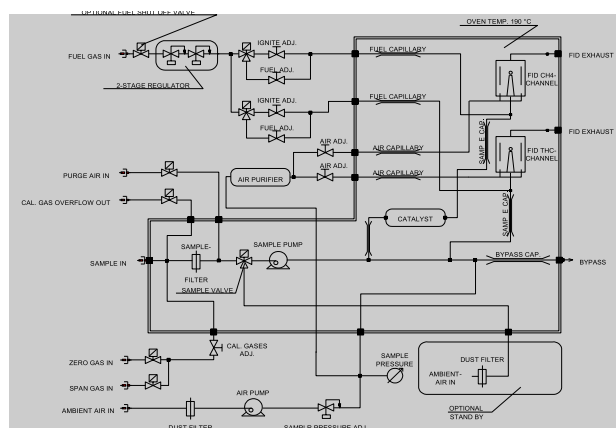 OPTIONAL FUEL SHUT OFF VALVE
OVEN TEMP. 190 °C
IGNITE ADJ.
FUEL CAPILLARY
FUEL GAS IN
FID EXHAUST
FUEL ADJ.
FID CH4-
CHANNEL
2-STAGE REGULATOR
IGNITE ADJ.
FUEL CAPILLARY
FUEL ADJ.
FID EXHAUST
AIR ADJ.
AIR CAPILLARY
FID THC-
CHANNEL
AIR ADJ.
PURGE AIR IN
AIR PURIFIER
AIR CAPILLARY
CAL. GAS OVERFLOW OUT
CATALYST
SAMPLE-
FILTER
SAMPLE PUMP
BYPASS CAP.
SAMPLE IN
BYPASS
SAMPLE VALVE
CAL. GASES
ADJ.
ZERO GAS IN
SAMPLE
PRESSURE
DUST FILTER
AMBIENT-
AIR IN
SPAN GAS IN
AIR PUMP
AMBIENT AIR IN
OPTIONAL
STAND BY
DUST FILTER
SAMPLE PRESSURE ADJ.